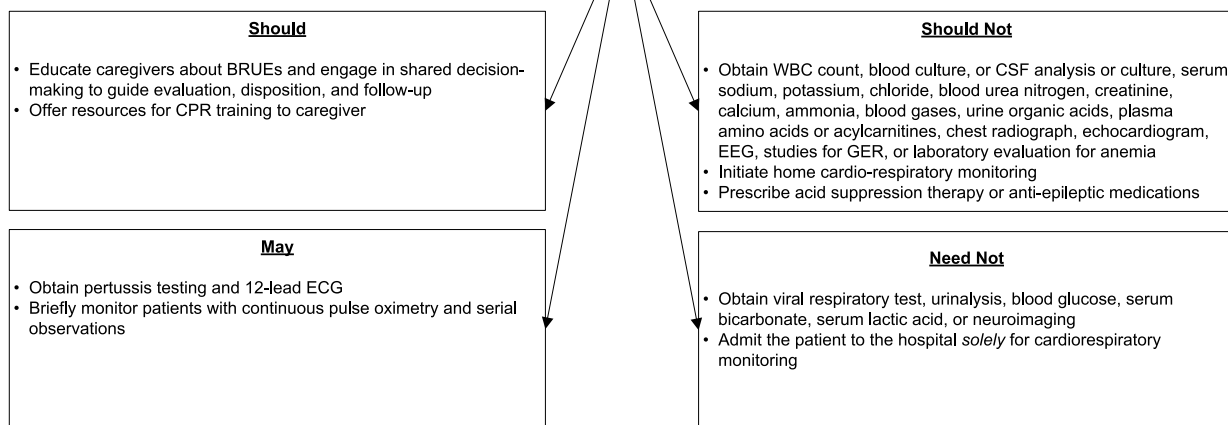 Should
• Educate caregivers about BRUEs and engage in shared decision-
making to guide evaluation, disposition, and follow-up
• Offer resources for CPR training to caregiver
Should Not
• Obtain WBC count, blood culture, or CSF analysis or culture, serum
sodium, potassium, chloride, blood urea nitrogen, creatinine,
calcium, ammonia, blood gases, urine organic acids, plasma
amino acids or acylcarnitines, chest radiograph, echocardiogram,
EEG, studies for GER, or laboratory evaluation for anemia
• Initiate home cardio-respiratory monitoring
• Prescribe acid suppression therapy or anti-epileptic medications
May
• Obtain pertussis testing and 12-lead ECG
• Briefly monitor patients with continuous pulse oximetry and serial
observations
Need Not
• Obtain viral respiratory test, urinalysis, blood glucose, serum
bicarbonate, serum lactic acid, or neuroimaging
• Admit the patient to the hospital solely for cardiorespiratory
monitoring